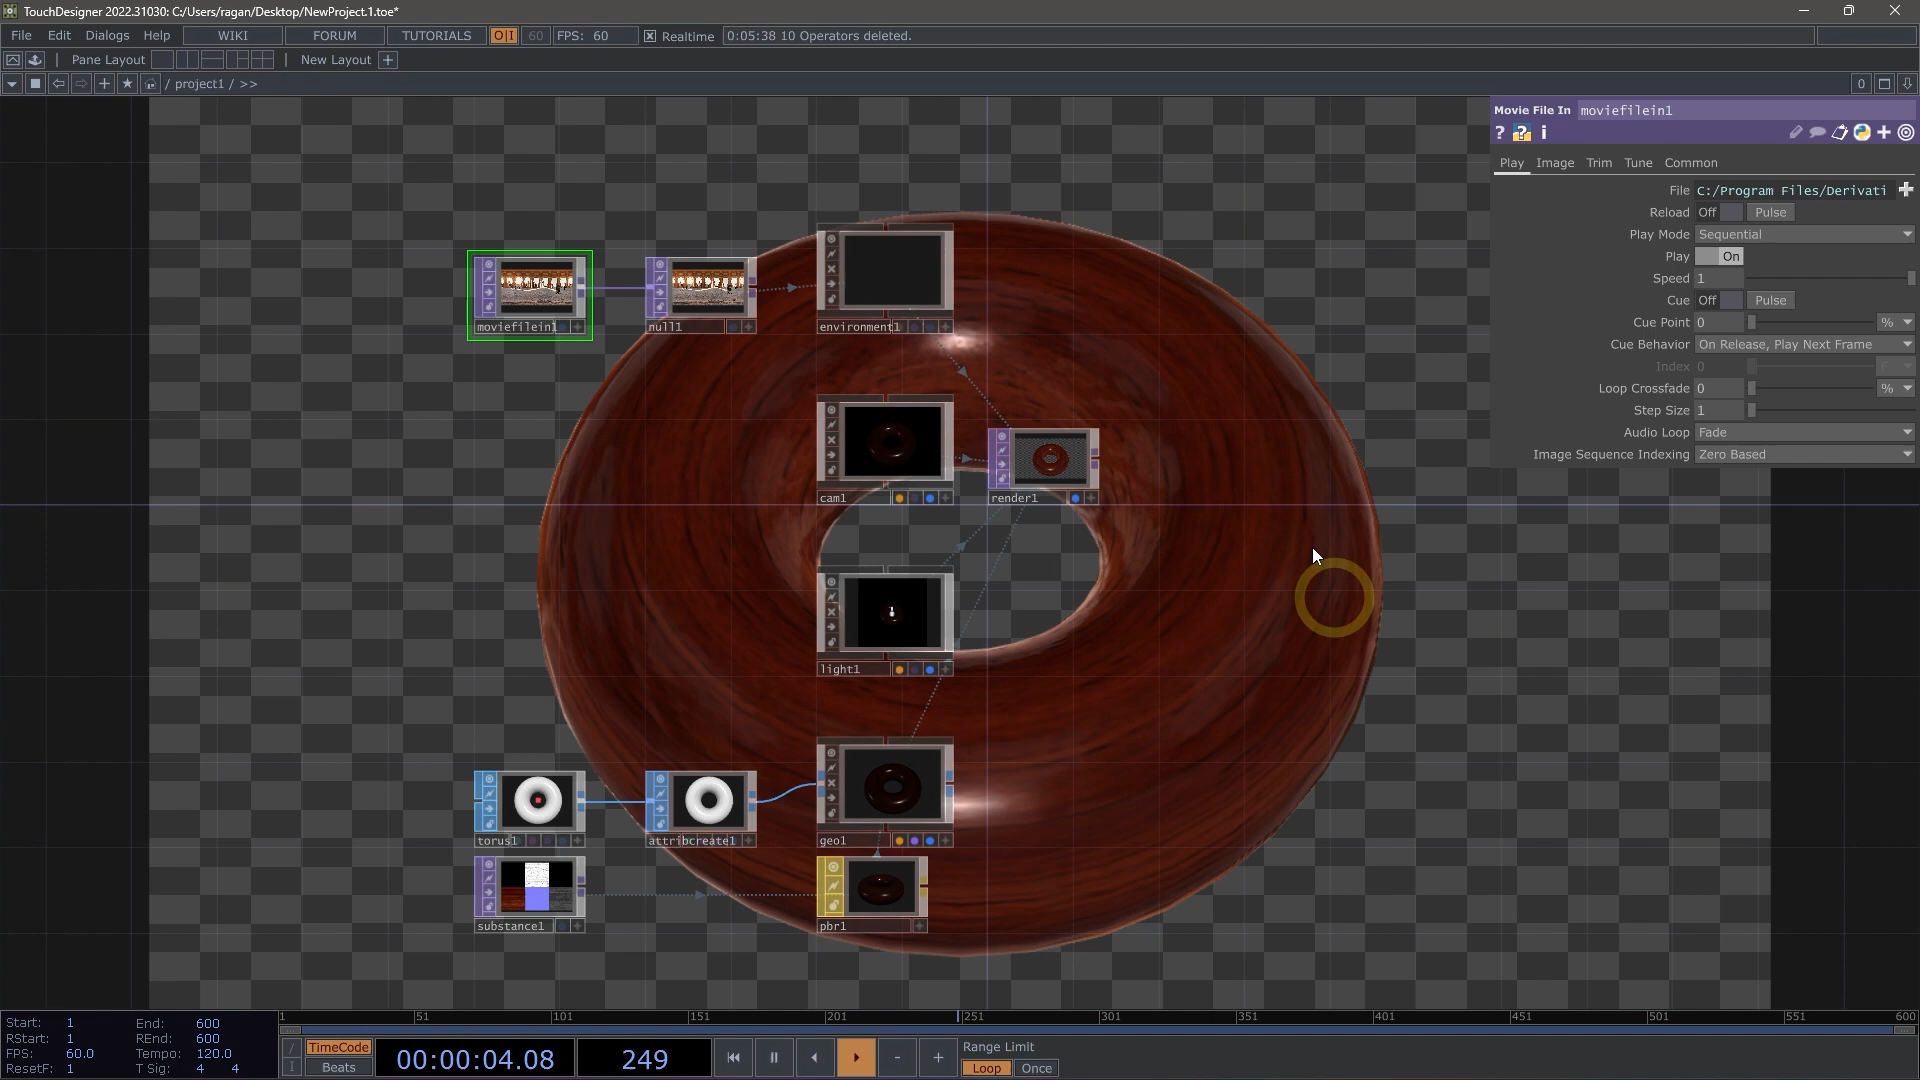 TouchDesigner 2022.31030: C:/Users/ragan/Desktop/NewProject.1.toe*
File Edit Dialogs Help WIKI FORUM TUTORIALS O|I 60 FPS: 60 Realtime 0:05:38 10 Operators deleted.
Pane Layout New Layout +
/ project1 / >> 0
Movie File In moviefilein1
? ? i
Play Image Trim Tune Common
File C:/Program Files/Derivati
Reload Off Pulse
Play Mode Sequential
Play On
Speed 1
Cue Off Pulse
Cue Point 0 %
Cue Behavior On Release, Play Next Frame
Index 0 F
Loop Crossfade 0 %
Step Size 1
Audio Loop Fade
Image Sequence Indexing Zero Based
moviefilein1 null1 environment1
cam1 render1
light1
torus1 attribcreate1 geo1
substance1 pbr1
1 51 101 151 201 251 301 351 401 451 501 551 600
Start: 1 End: 600
RStart: 1 REnd: 600
FPS: 60.0 Tempo: 120.0
ResetF: 1 T Sig: 4 4
TimeCode
Beats
00:00:04.08 249
- +
Range Limit
Loop Once